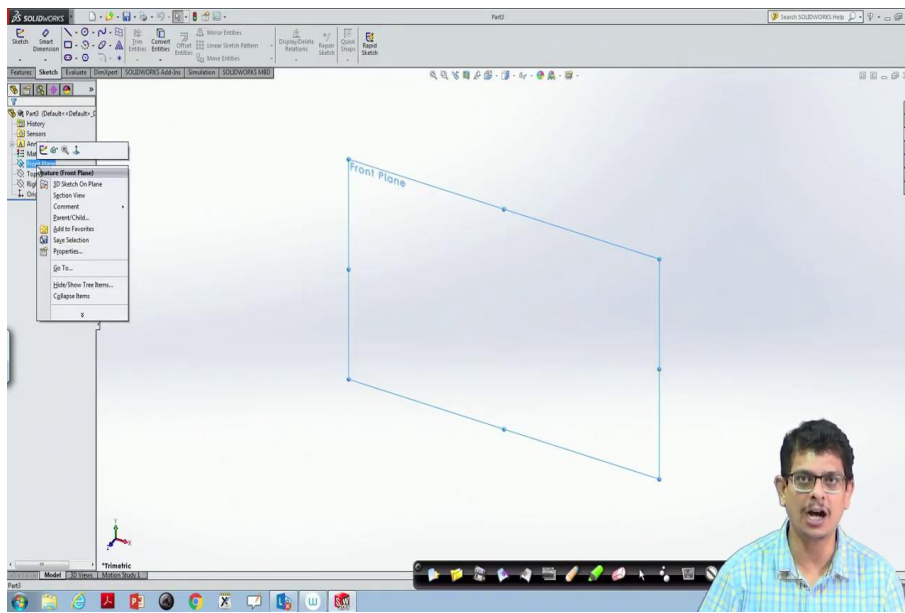 SOLIDWORKS
Part3
Search SOLIDWORKS Help
Sketch
Smart Dimension
Trim Entities
Convert Entities
Offset Entities
Mirror Entities
Linear Sketch Pattern
Move Entities
Display/Delete Relations
Repair Sketch
Quick Snaps
Rapid Sketch
Features Sketch Evaluate DimXpert SOLIDWORKS Add-Ins Simulation SOLIDWORKS MBD
Part3 (Default<<Default>_D
History
Sensors
Front Plane
Feature (Front Plane)
3D Sketch On Plane
Section View
Comment
Parent/Child...
Add to Favorites
Save Selection
Properties...
Go To...
Hide/Show Tree Items...
Collapse Items
Front Plane
*Trimetric
Model 3D Views Motion Study 1
Part3